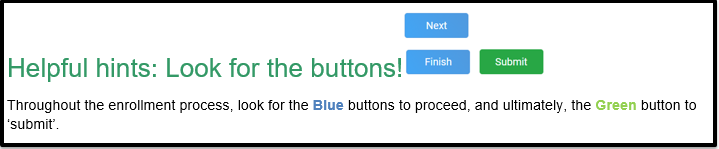 Next
Helpful hints: Look for the buttons! Finish Submit
Throughout the enrollment process, look for the Blue buttons to proceed, and ultimately, the Green button to
‘submit’.